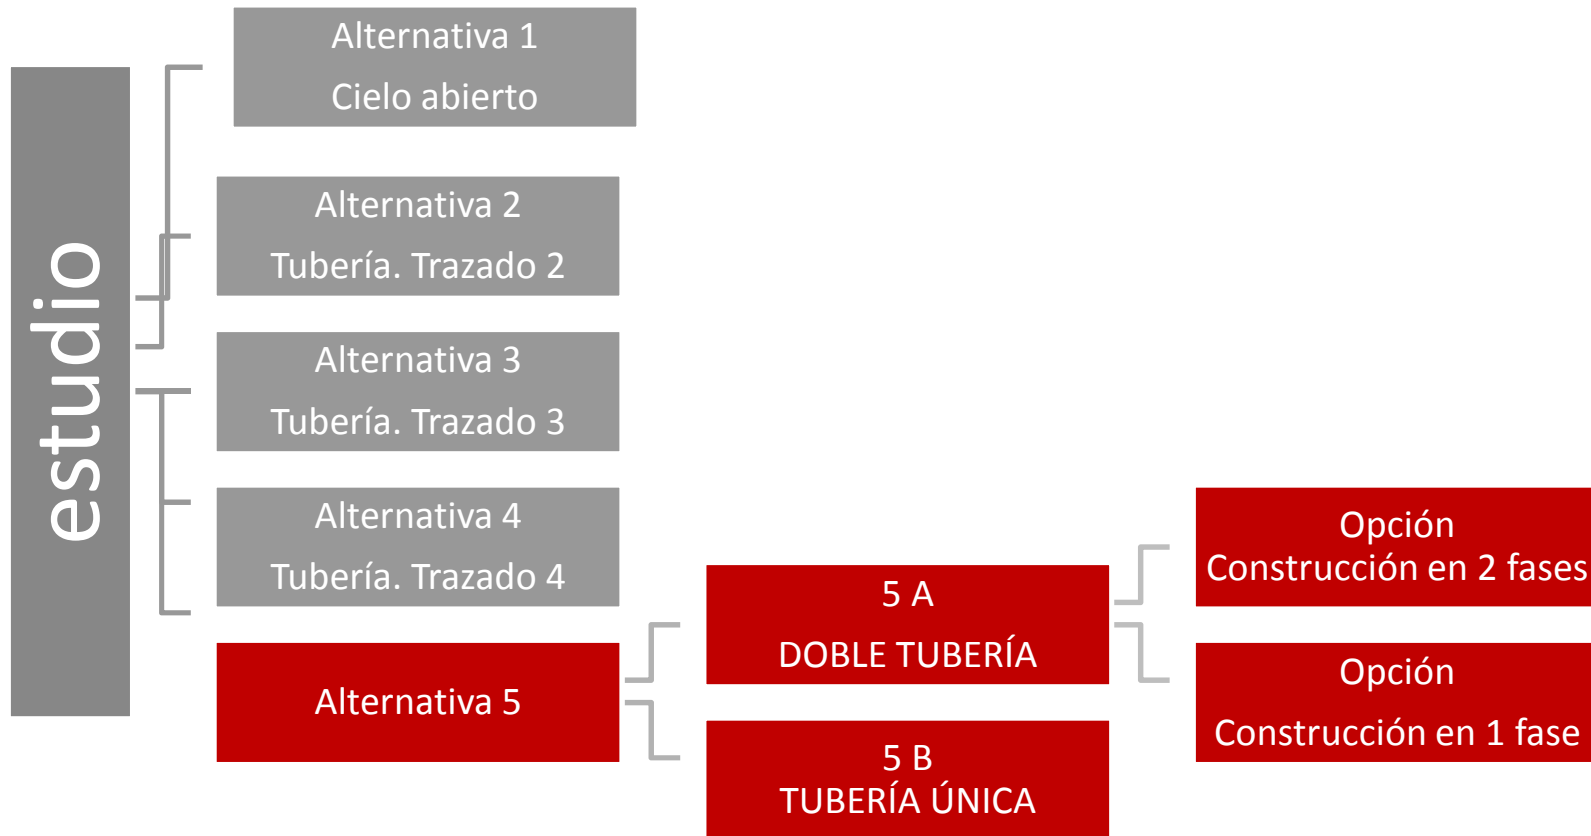 estudio
Alternativa 1
Cielo abierto
Alternativa 2
Tubería. Trazado 2
Alternativa 3
Tubería. Trazado 3
Alternativa 4
Tubería. Trazado 4
Alternativa 5
5 A
DOBLE TUBERÍA
5 B
TUBERÍA ÚNICA
Opción
Construcción en 2 fases
Opción
Construcción en 1 fase